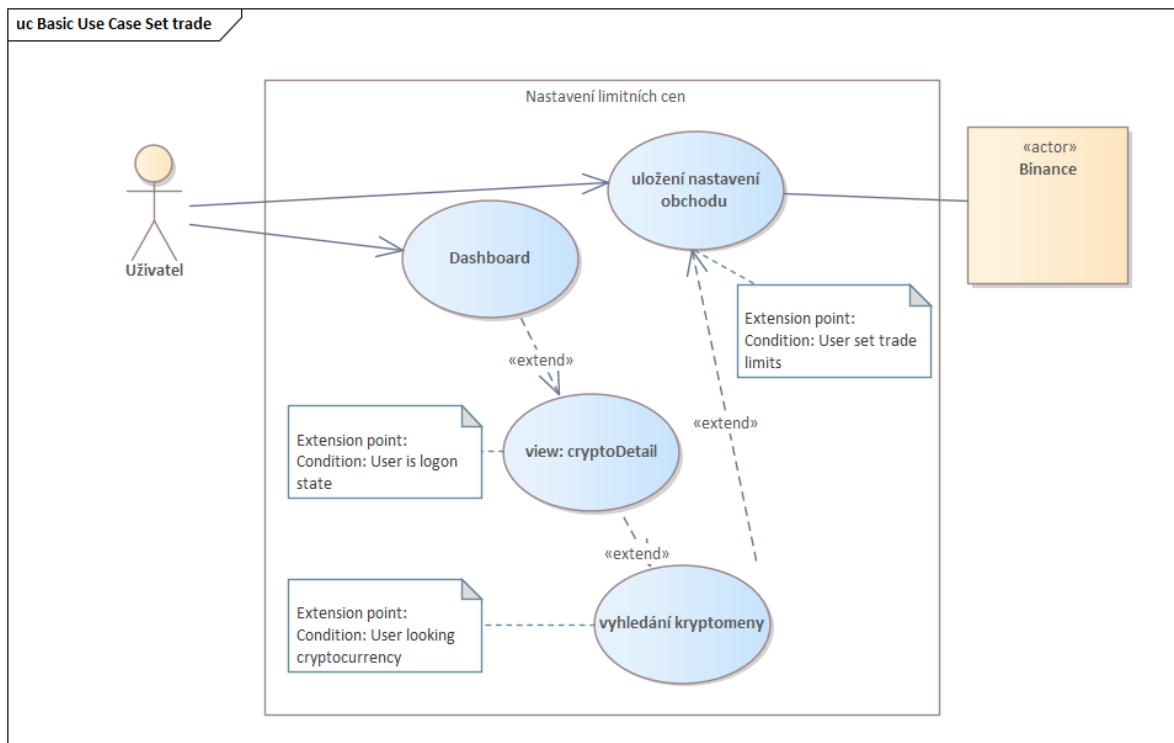 uc Basic Use Case Set trade
Nastavení limitních cen
«actor»
Binance
uložení nastavení
obchodu
Uživatel
Dashboard
Extension point:
Condition: User set trade
limits
«extend»
«extend»
Extension point:
Condition: User is logon
state
view: cryptoDetail
«extend»
Extension point:
Condition: User looking
cryptocurrency
vyhledání kryptomeny